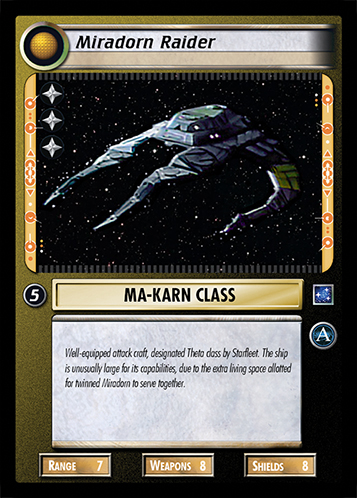 Miradorn Raider
5
MA-KARN CLASS
A
Well-equipped attack craft, designated Theta class by Starfleet. The ship
is unusually large for its capabilities, due to the extra living space allotted
for twinned Miradorn to serve together.
RANGE 7 WEAPONS 8 SHIELDS 8